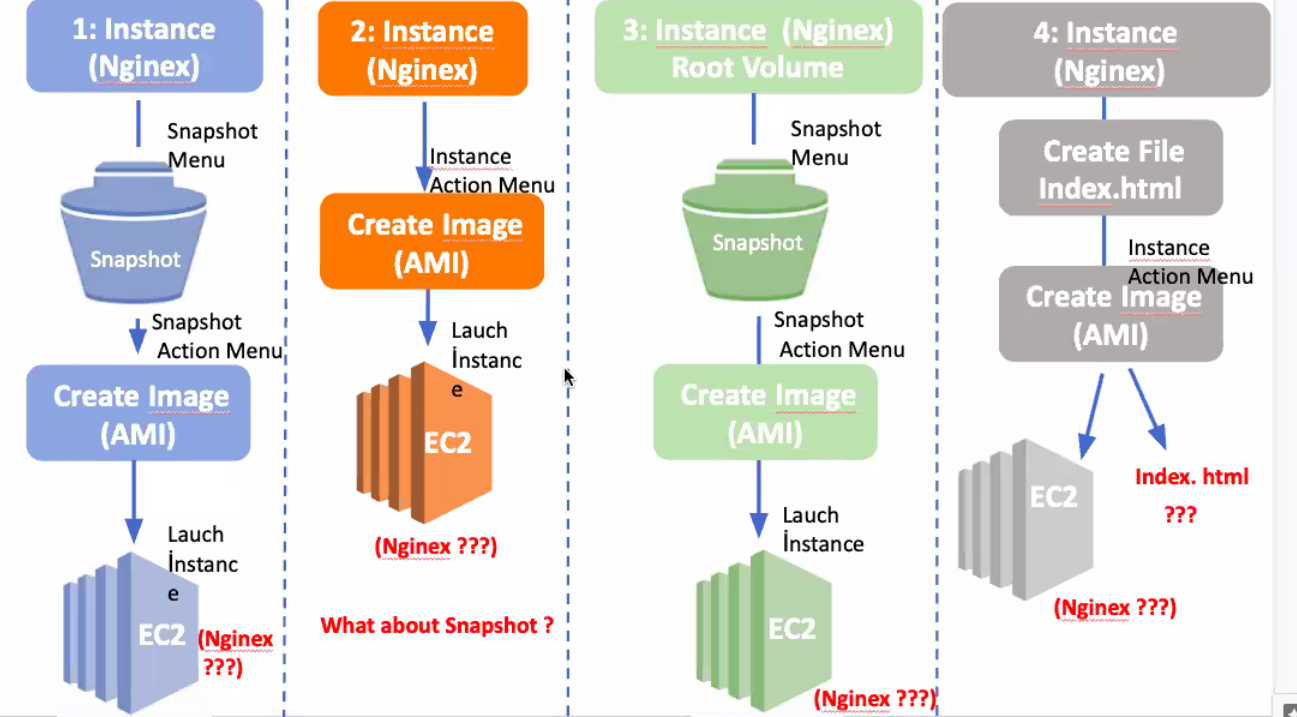 1: Instance
(Nginex)
Snapshot
Menu
Snapshot
Snapshot
Action Menu
Create Image
(AMI)
Lauch
İnstanc
e
EC2
(Nginex
???)
2: Instance
(Nginex)
Instance
Action Menu
Create Image
(AMI)
Lauch
İnstanc
e
EC2
(Nginex ???)
What about Snapshot ?
3: Instance (Nginex)
Root Volume
Snapshot
Menu
Snapshot
Snapshot
Action Menu
Create Image
(AMI)
Lauch
İnstance
EC2
(Nginex ???)
4: Instance
(Nginex)
Create File
Index.html
Instance
Action Menu
Create Image
(AMI)
EC2
Index. html
???
(Nginex ???)